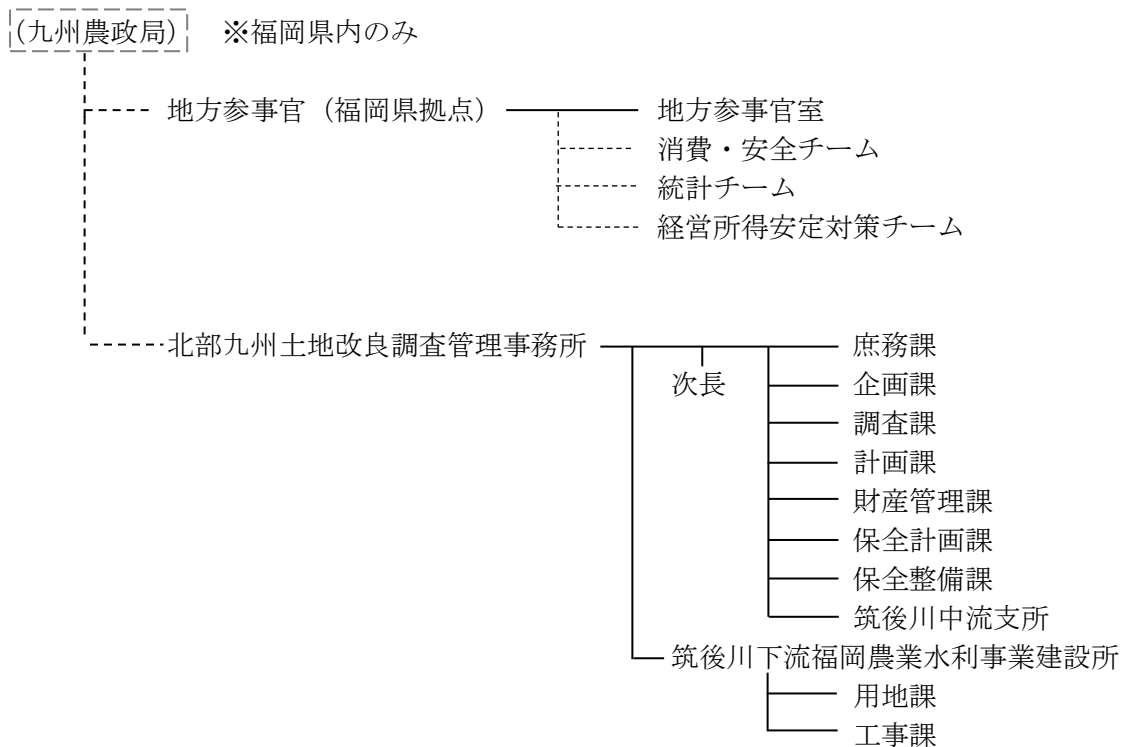 (九州農政局) ※福岡県内のみ
地方参事官（福岡県拠点） 地方参事官室
消費・安全チーム
統計チーム
経営所得安定対策チーム
北部九州土地改良調査管理事務所 庶務課
次長 企画課
調査課
計画課
財産管理課
保全計画課
保全整備課
筑後川中流支所
筑後川下流福岡農業水利事業建設所
用地課
工事課